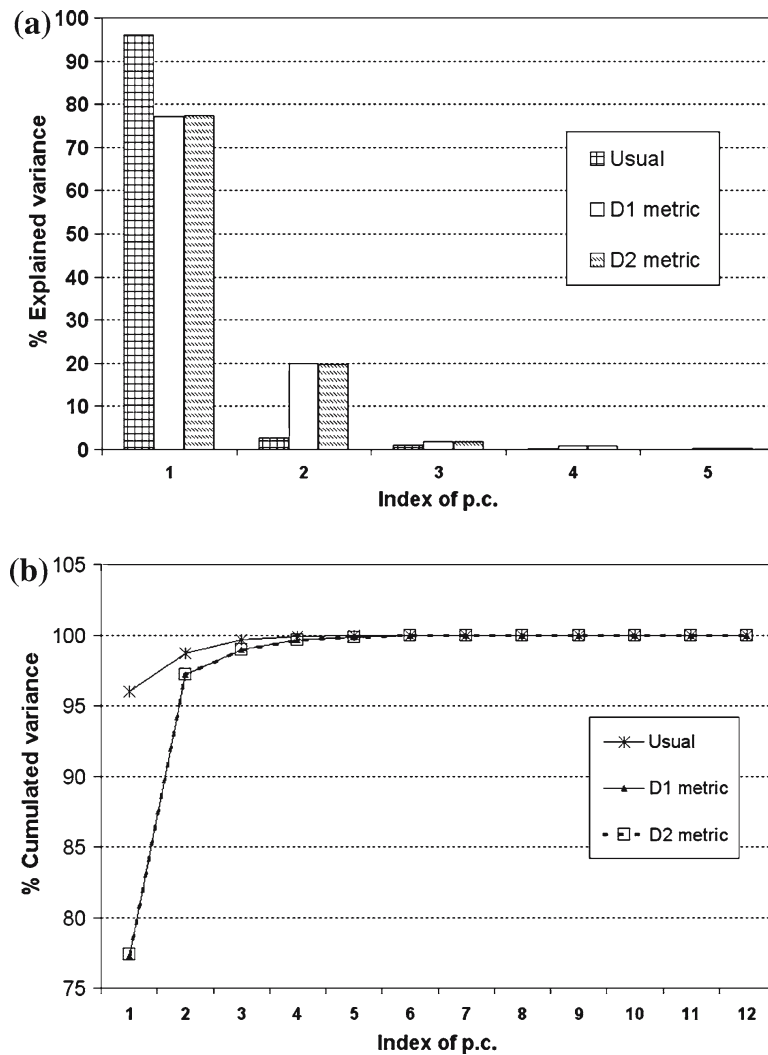 (a)
100
90
80
70
60
50
40
30
20
10
0
% Explained variance
Usual
D1 metric
D2 metric
1 2 3 4 5
Index of p.c.
(b)
105
100
95
90
85
80
75
% Cumulated variance
Usual
D1 metric
D2 metric
1 2 3 4 5 6 7 8 9 10 11 12
Index of p.c.